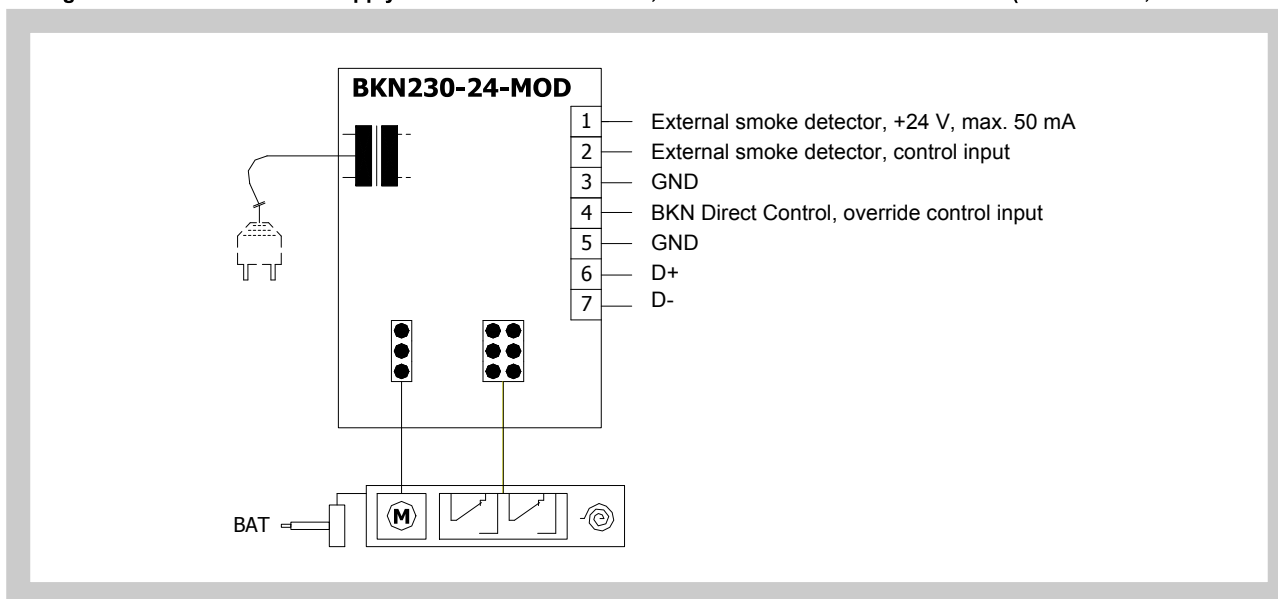 BKN230-24-MOD
1 External smoke detector, +24 V, max. 50 mA
2 External smoke detector, control input
3 GND
4 BKN Direct Control, override control input
5 GND
6 D+
7 D-
M
BAT